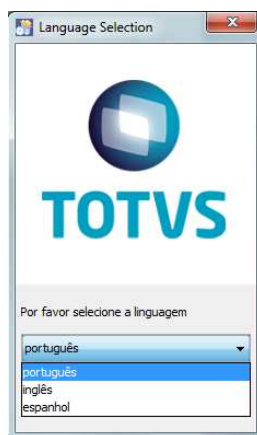 Language Selection
TOTVS
Por favor selecione a linguagem
português
português
inglês
espanhol